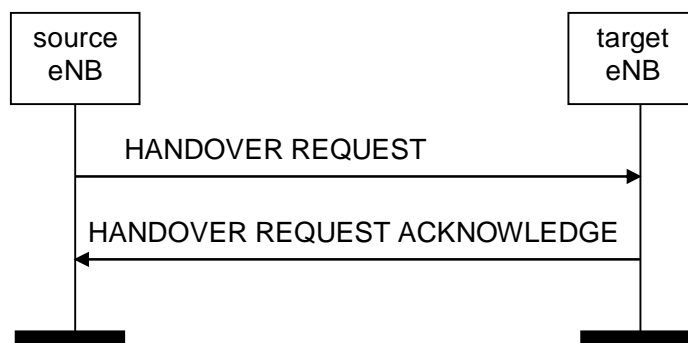 source
eNB
target
eNB
HANDOVER REQUEST
HANDOVER REQUEST ACKNOWLEDGE